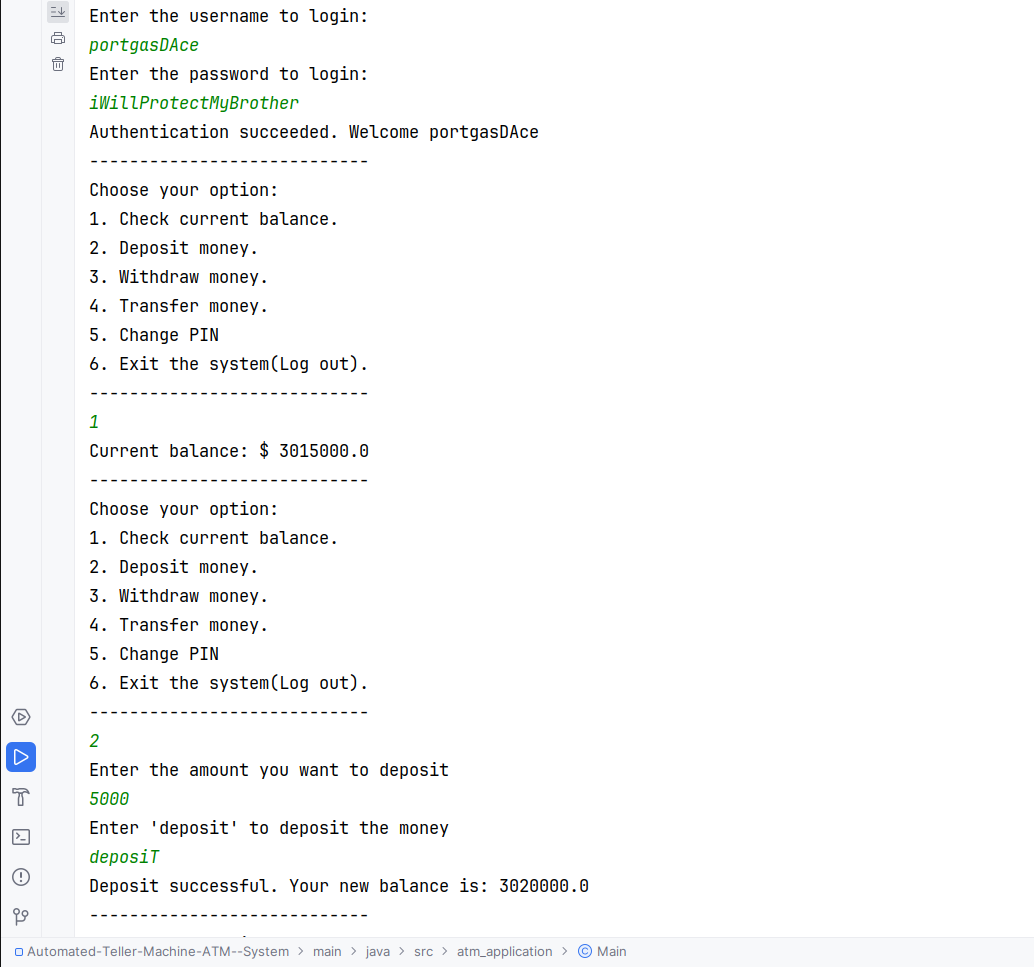 Enter the username to login:
portgasDAce
Enter the password to login:
iWillProtectMyBrother
Authentication succeeded. Welcome portgasDAce
----------------------------
Choose your option:
1. Check current balance.
2. Deposit money.
3. Withdraw money.
4. Transfer money.
5. Change PIN
6. Exit the system(Log out).
----------------------------
1
Current balance: $ 3015000.0
----------------------------
Choose your option:
1. Check current balance.
2. Deposit money.
3. Withdraw money.
4. Transfer money.
5. Change PIN
6. Exit the system(Log out).
----------------------------
2
Enter the amount you want to deposit
5000
Enter 'deposit' to deposit the money
deposiT
Deposit successful. Your new balance is: 3020000.0
----------------------------
Automated-Teller-Machine-ATM--System > main > java > src > atm_application > © Main